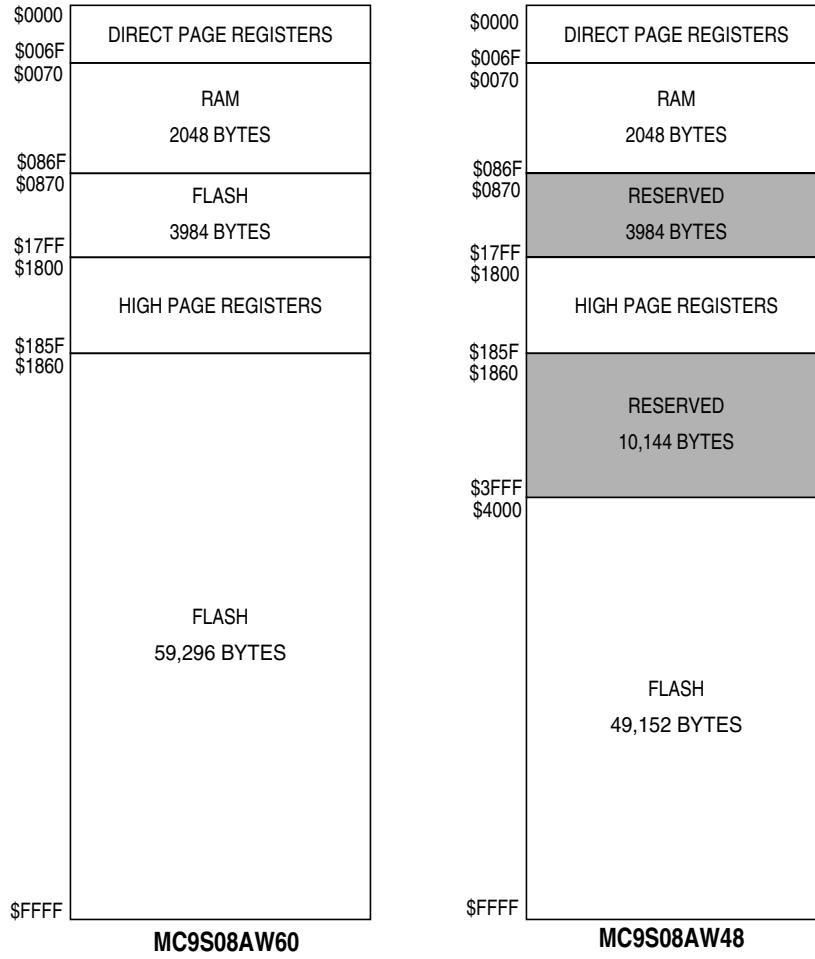 $0000
DIRECT PAGE REGISTERS
$006F
$0070
RAM
2048 BYTES
$086F
$0870
FLASH
3984 BYTES
$17FF
$1800
HIGH PAGE REGISTERS
$185F
$1860
FLASH
59,296 BYTES
$FFFF
MC9S08AW60
$0000
DIRECT PAGE REGISTERS
$006F
$0070
RAM
2048 BYTES
$086F
$0870
RESERVED
3984 BYTES
$17FF
$1800
HIGH PAGE REGISTERS
$185F
$1860
RESERVED
10,144 BYTES
$3FFF
$4000
FLASH
49,152 BYTES
$FFFF
MC9S08AW48